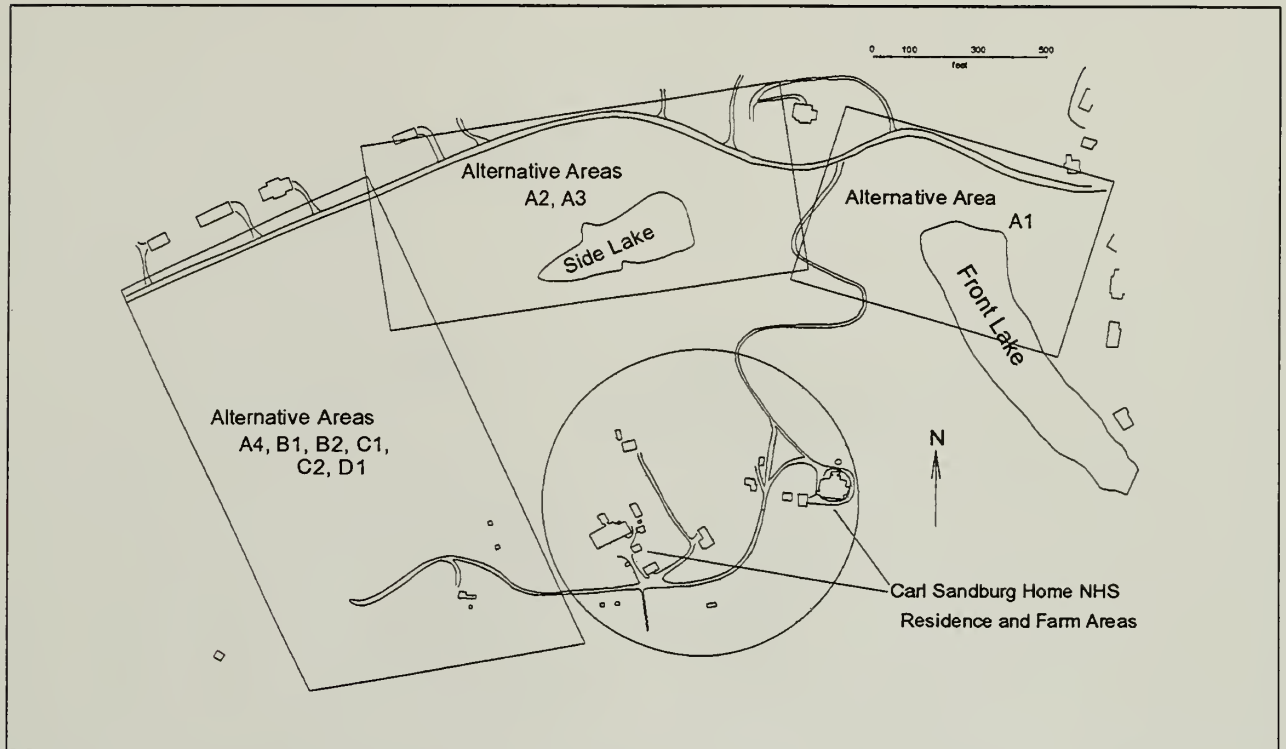 0 100 300 500
feet
Alternative Areas
A2, A3
Side Lake
Alternative Area
A1
Front Lake
Alternative Areas
A4, B1, B2, C1,
C2, D1
N
Carl Sandburg Home NHS
Residence and Farm Areas